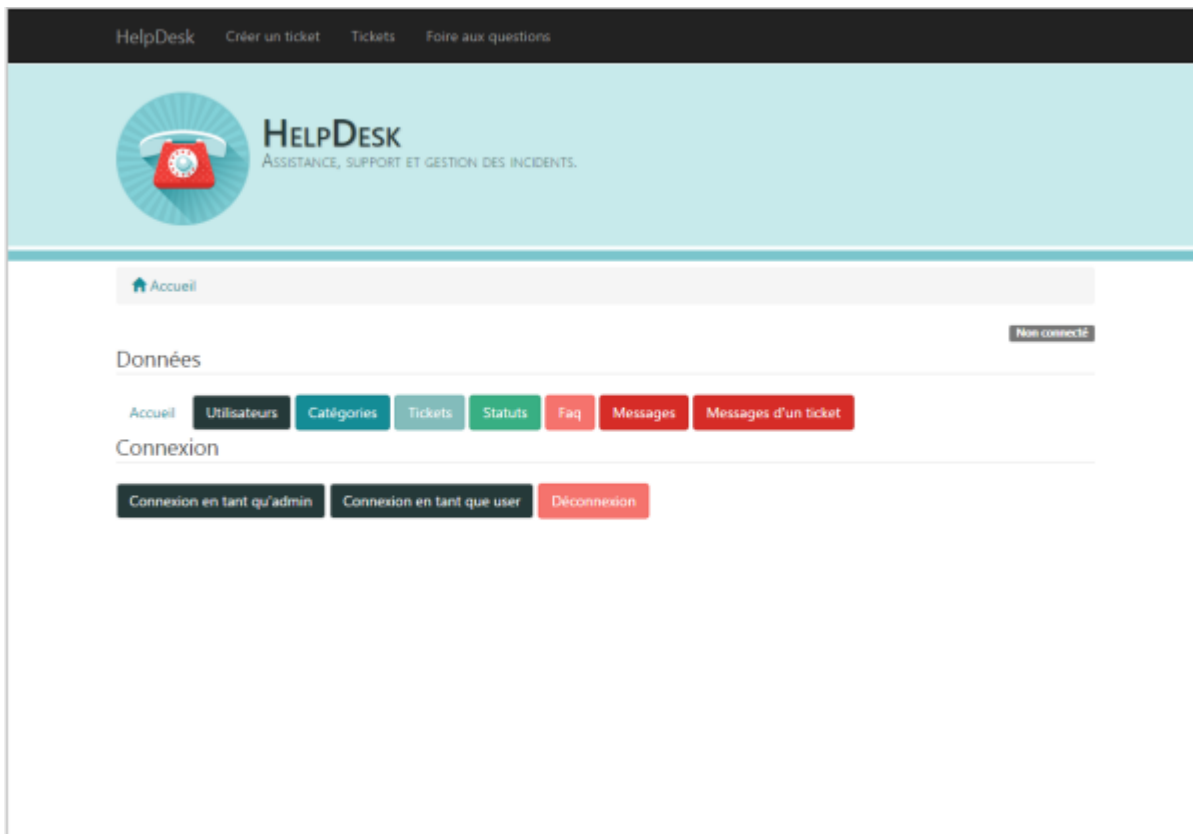 HelpDesk Créer un ticket Tickets Foire aux questions
HELPDESK
ASSISTANCE, SUPPORT ET GESTION DES INCIDENTS.
Accueil
Non connecté
Données
Accueil Utilisateurs Catégories Tickets Statuts Faq Messages Messages d'un ticket
Connexion
Connexion en tant qu'admin Connexion en tant que user Déconnexion